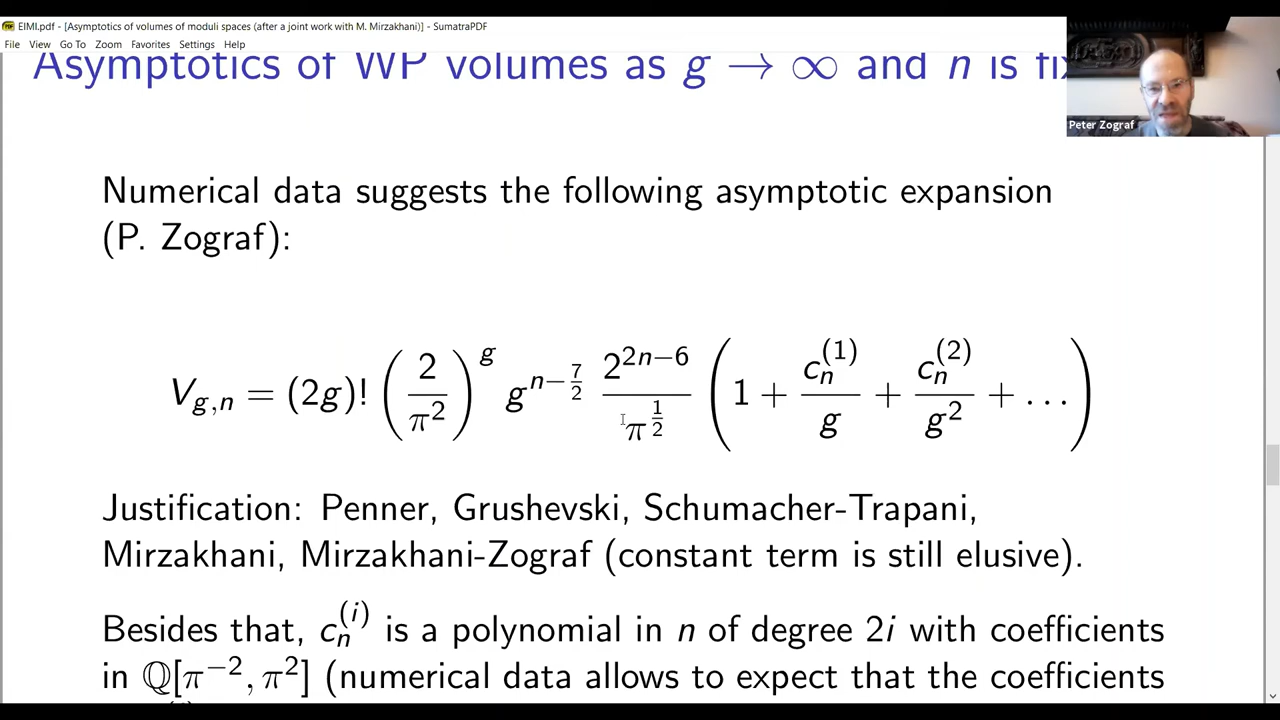 EIMI.pdf - [Asymptotics of volumes of moduli spaces (after a joint work with M. Mirzakhani)] - SumatraPDF
File View Go To Zoom Favorites Settings Help
Asymptotics of WP volumes as g → ∞ and n is
Peter Zograf
Numerical data suggests the following asymptotic expansion
(P. Zograf):
V_{g,n} = (2g)! (2/π^2)^g g^{n−7/2} 2^{2n−6}/π^{1/2} (1 + c_n^{(1)}/g + c_n^{(2)}/g^2 + …)
Justification: Penner, Grushevski, Schumacher-Trapani,
Mirzakhani, Mirzakhani-Zograf (constant term is still elusive).
Besides that, c_n^{(i)} is a polynomial in n of degree 2i with coefficients
in ℚ[π^{−2}, π^2] (numerical data allows to expect that the coefficients